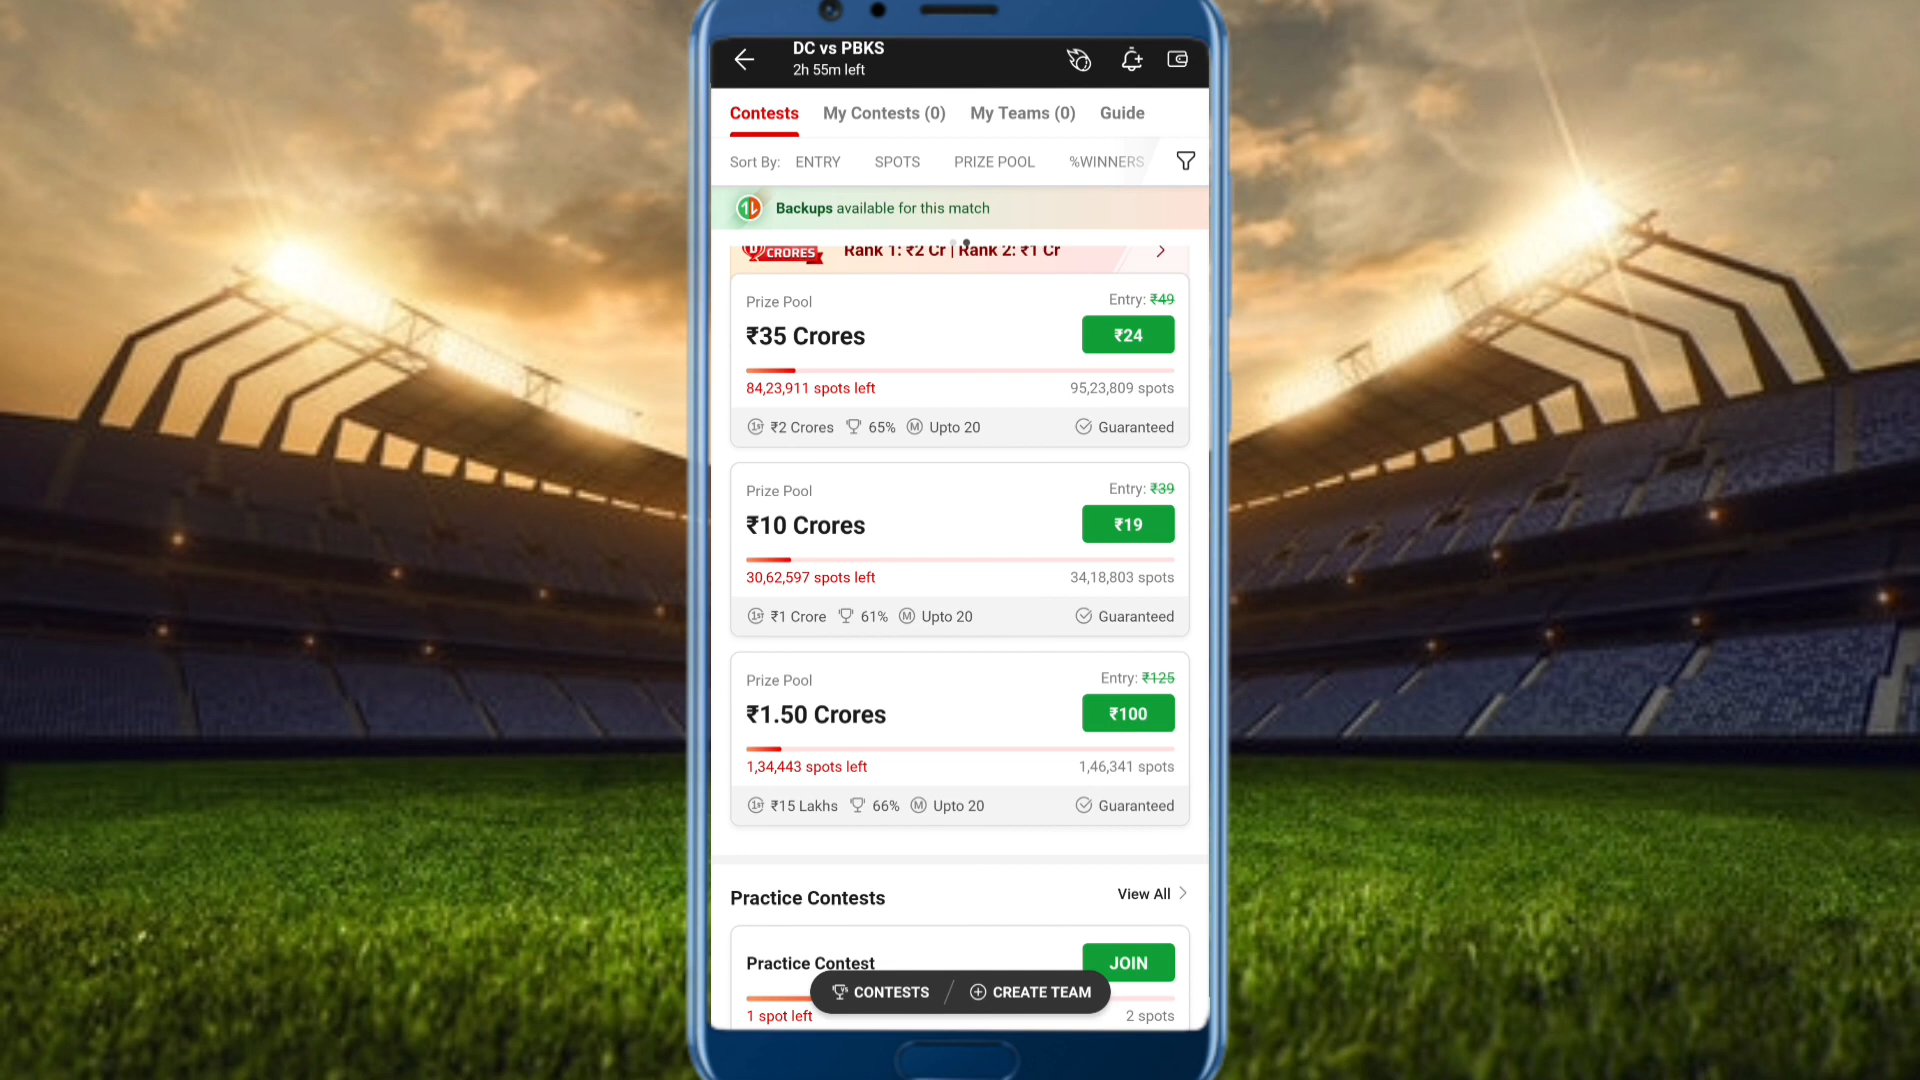 DC vs PBKS
2h 55m left
Contests My Contests (0) My Teams (0) Guide
Sort By: ENTRY SPOTS PRIZE POOL %WINNERS
Backups available for this match
CRORES Rank 1: ₹2 Cr | Rank 2: ₹1 Cr
Prize Pool Entry: ₹49
₹35 Crores ₹24
84,23,911 spots left 95,23,809 spots
1st ₹2 Crores 65% M Upto 20 Guaranteed
Prize Pool Entry: ₹39
₹10 Crores ₹19
30,62,597 spots left 34,18,803 spots
1st ₹1 Crore 61% M Upto 20 Guaranteed
Prize Pool Entry: ₹125
₹1.50 Crores ₹100
1,34,443 spots left 1,46,341 spots
1st ₹15 Lakhs 66% M Upto 20 Guaranteed
Practice Contests View All
Practice Contest JOIN
CONTESTS CREATE TEAM
1 spot left 2 spots